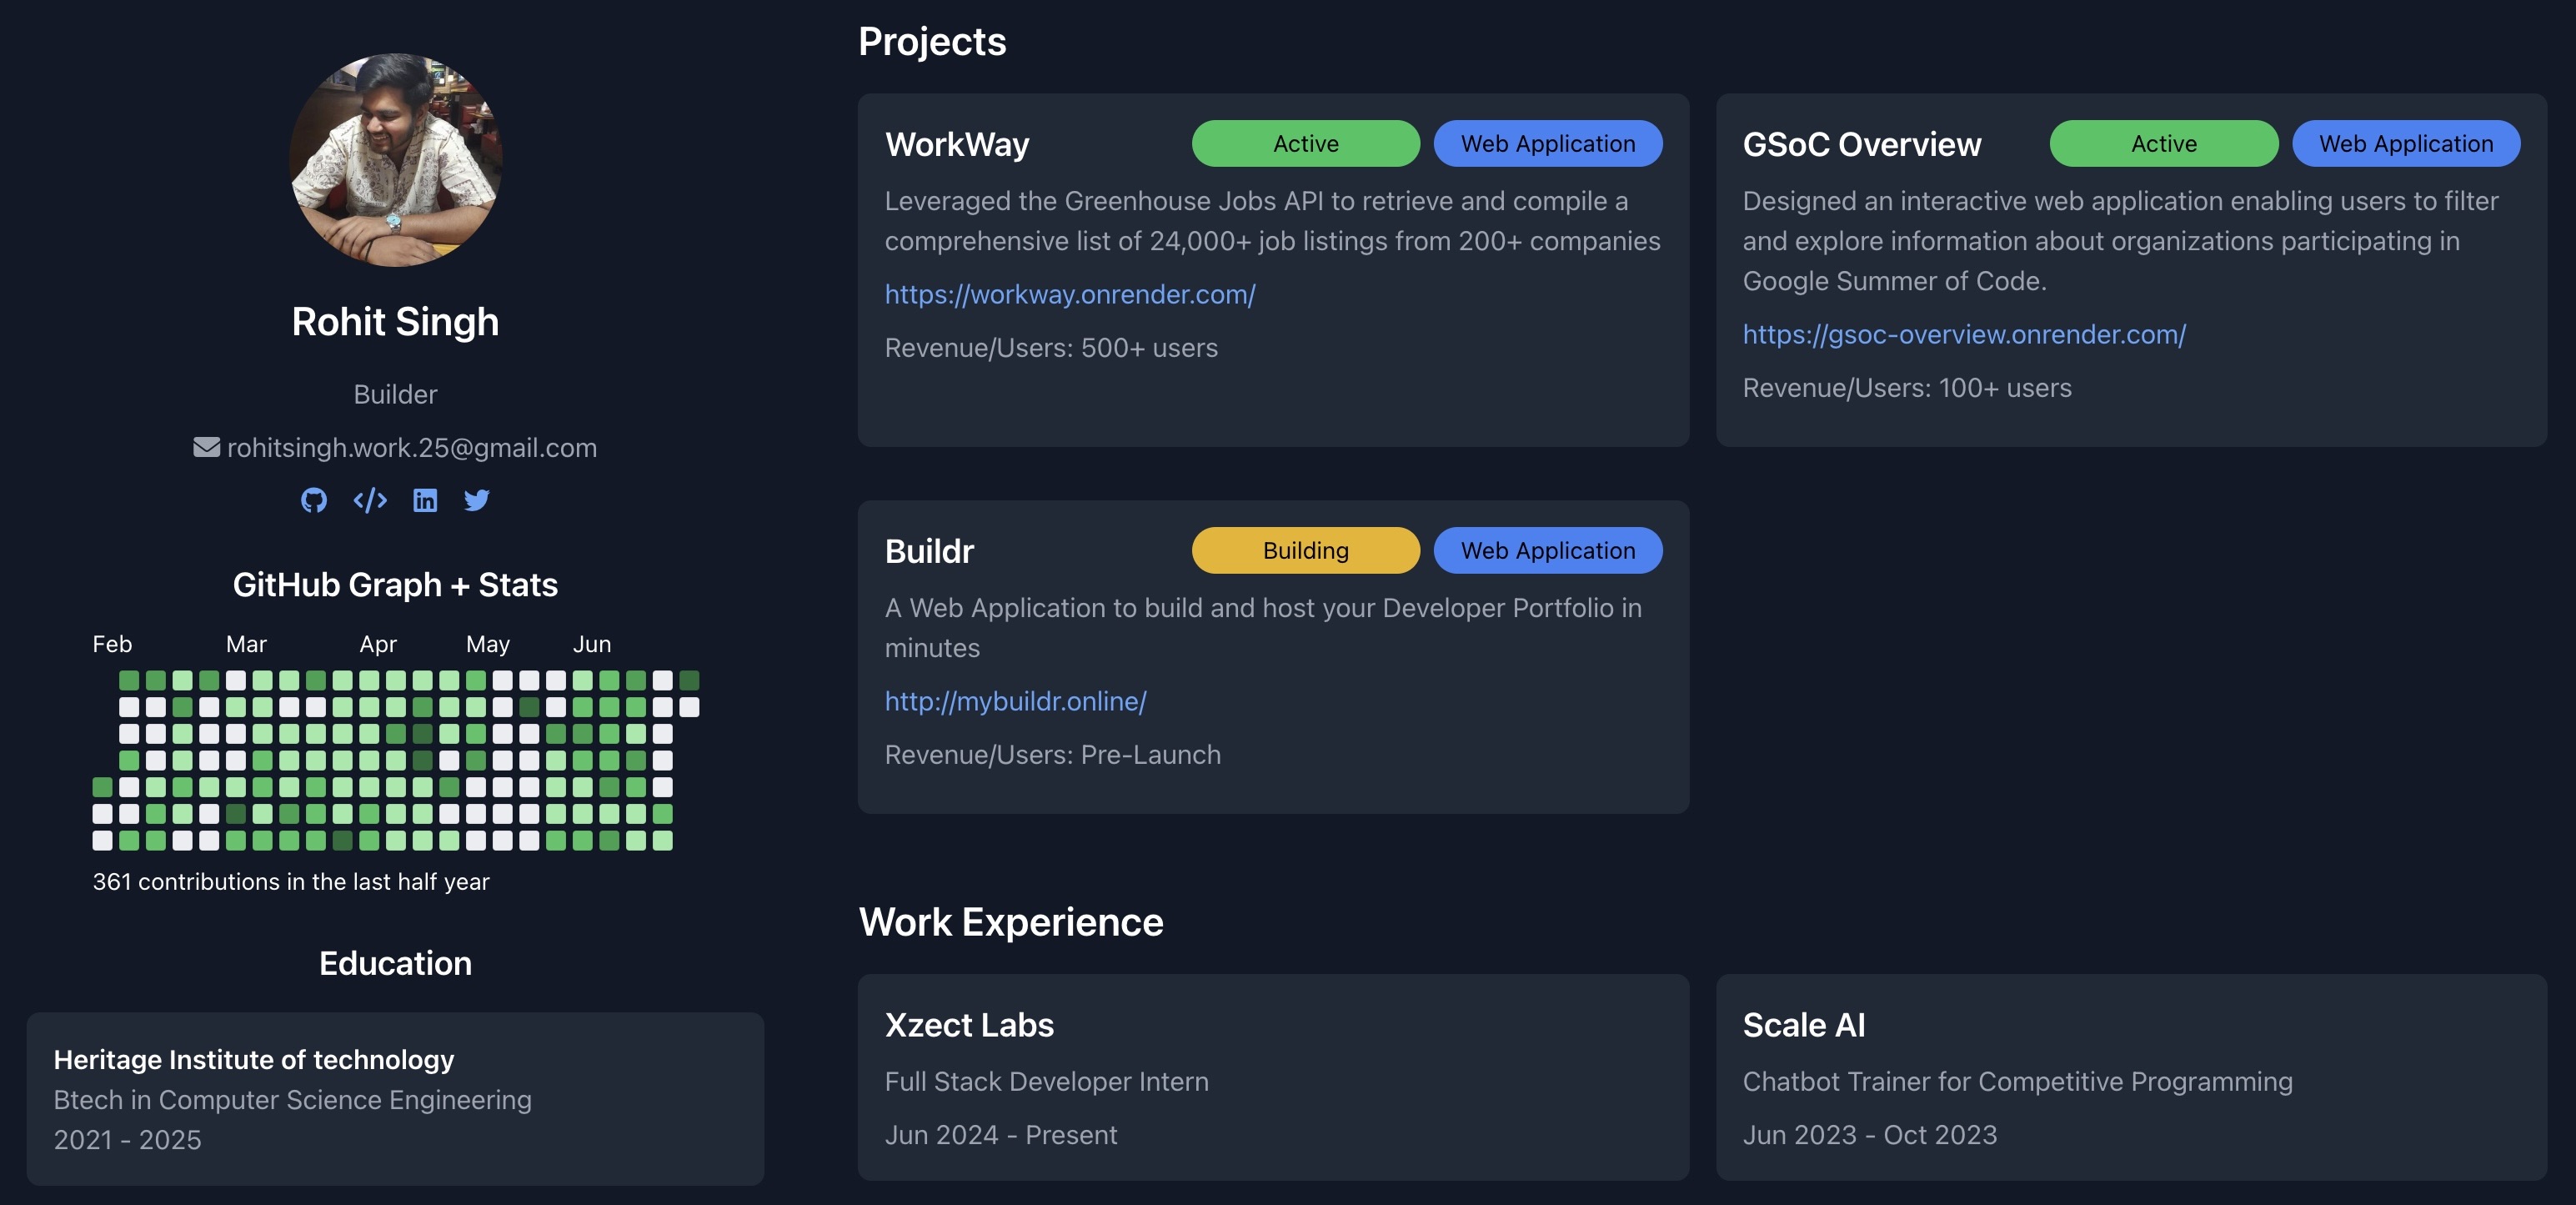 Rohit Singh
Builder
rohitsingh.work.25@gmail.com
GitHub Graph + Stats
Feb Mar Apr May Jun
361 contributions in the last half year
Education
Heritage Institute of technology
Btech in Computer Science Engineering
2021 - 2025
Projects
WorkWay Active Web Application
Leveraged the Greenhouse Jobs API to retrieve and compile a
comprehensive list of 24,000+ job listings from 200+ companies
https://workway.onrender.com/
Revenue/Users: 500+ users
GSoC Overview Active Web Application
Designed an interactive web application enabling users to filter
and explore information about organizations participating in
Google Summer of Code.
https://gsoc-overview.onrender.com/
Revenue/Users: 100+ users
Buildr Building Web Application
A Web Application to build and host your Developer Portfolio in
minutes
http://mybuildr.online/
Revenue/Users: Pre-Launch
Work Experience
Xzect Labs
Full Stack Developer Intern
Jun 2024 - Present
Scale AI
Chatbot Trainer for Competitive Programming
Jun 2023 - Oct 2023